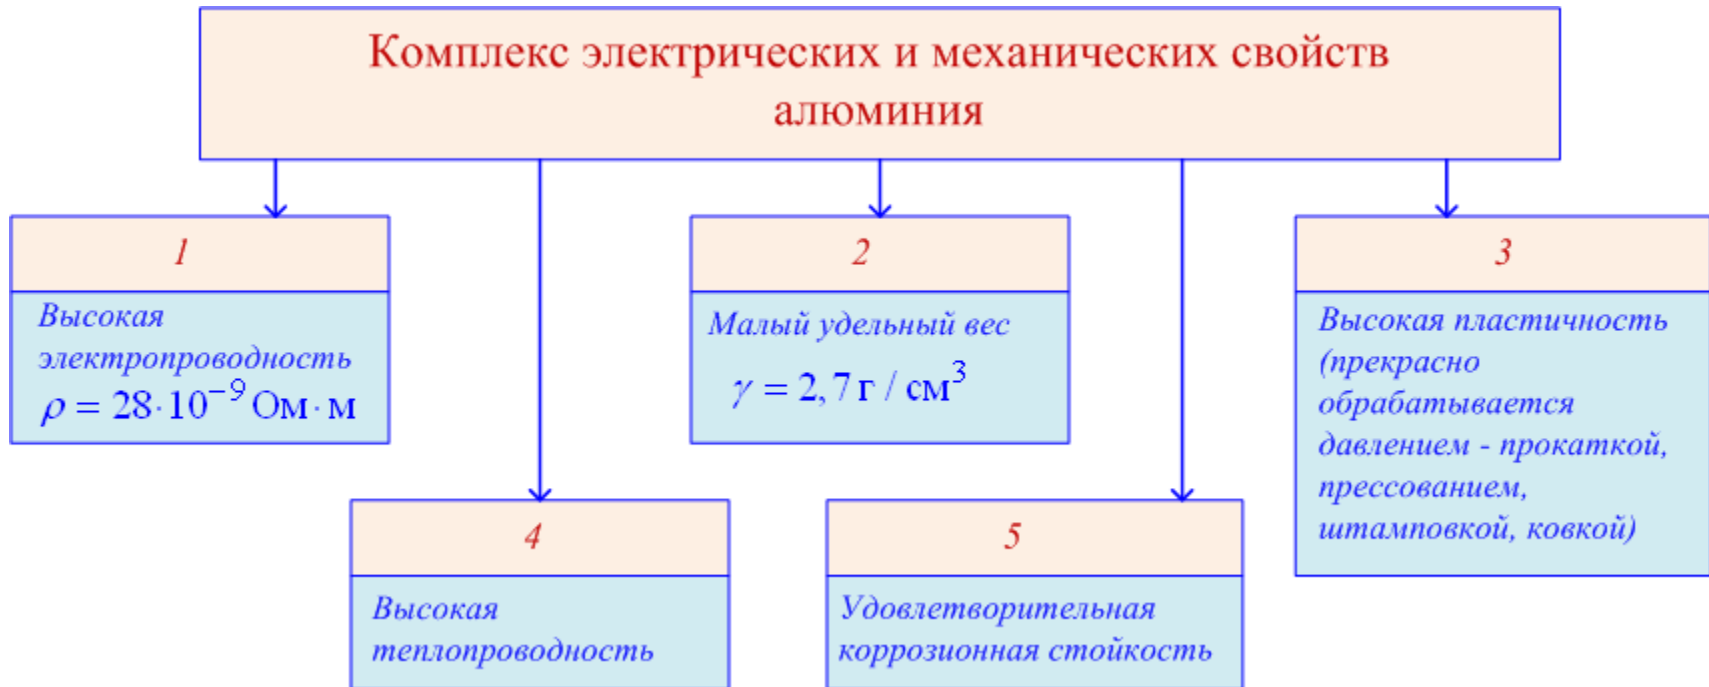 Комплекс электрических и механических свойств
алюминия
1
Высокая
электропроводность
ρ = 28·10⁻⁹ Ом·м
2
Малый удельный вес
γ = 2,7 г / см³
3
Высокая пластичность
(прекрасно
обрабатывается
давлением - прокаткой,
прессованием,
штамповкой, ковкой)
4
Высокая
теплопроводность
5
Удовлетворительная
коррозионная стойкость